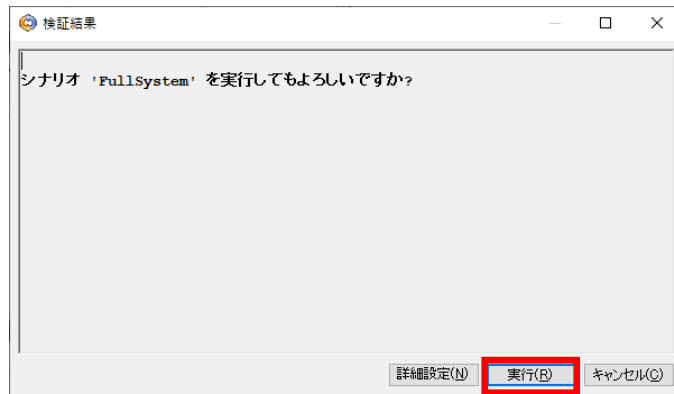 検証結果
シナリオ 'FullSystem' を実行してもよろしいですか?
詳細設定(N) 実行(R) キャンセル(C)